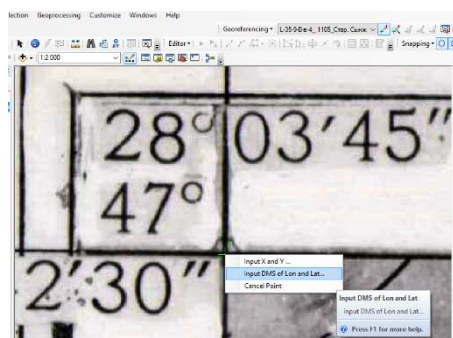 lection Geoprocessing Customize Windows Help
Georeferencing
Editor Snapping
1:2 000
28° 03'45"
47°
2'30"
Input X and Y ...
Input DMS of Lon and Lat...
Cancel Point
Input DMS of Lon and Lat
Input DMS of Lon and Lat...
Press F1 for more help.